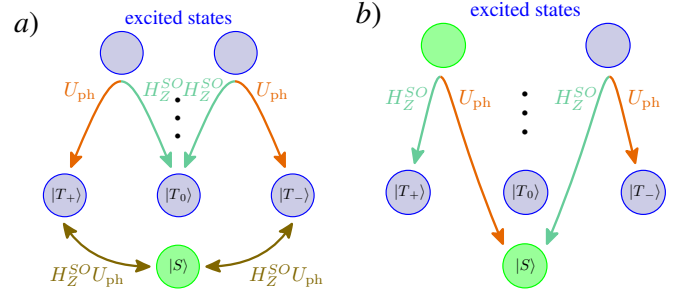 a)
excited states
U_ph H_Z^SO H_Z^SO U_ph
|T_+⟩ |T_0⟩ |T_−⟩
|S⟩
H_Z^SO U_ph H_Z^SO U_ph
b)
excited states
H_Z^SO U_ph H_Z^SO U_ph
|T_+⟩ |T_0⟩ |T_−⟩
|S⟩